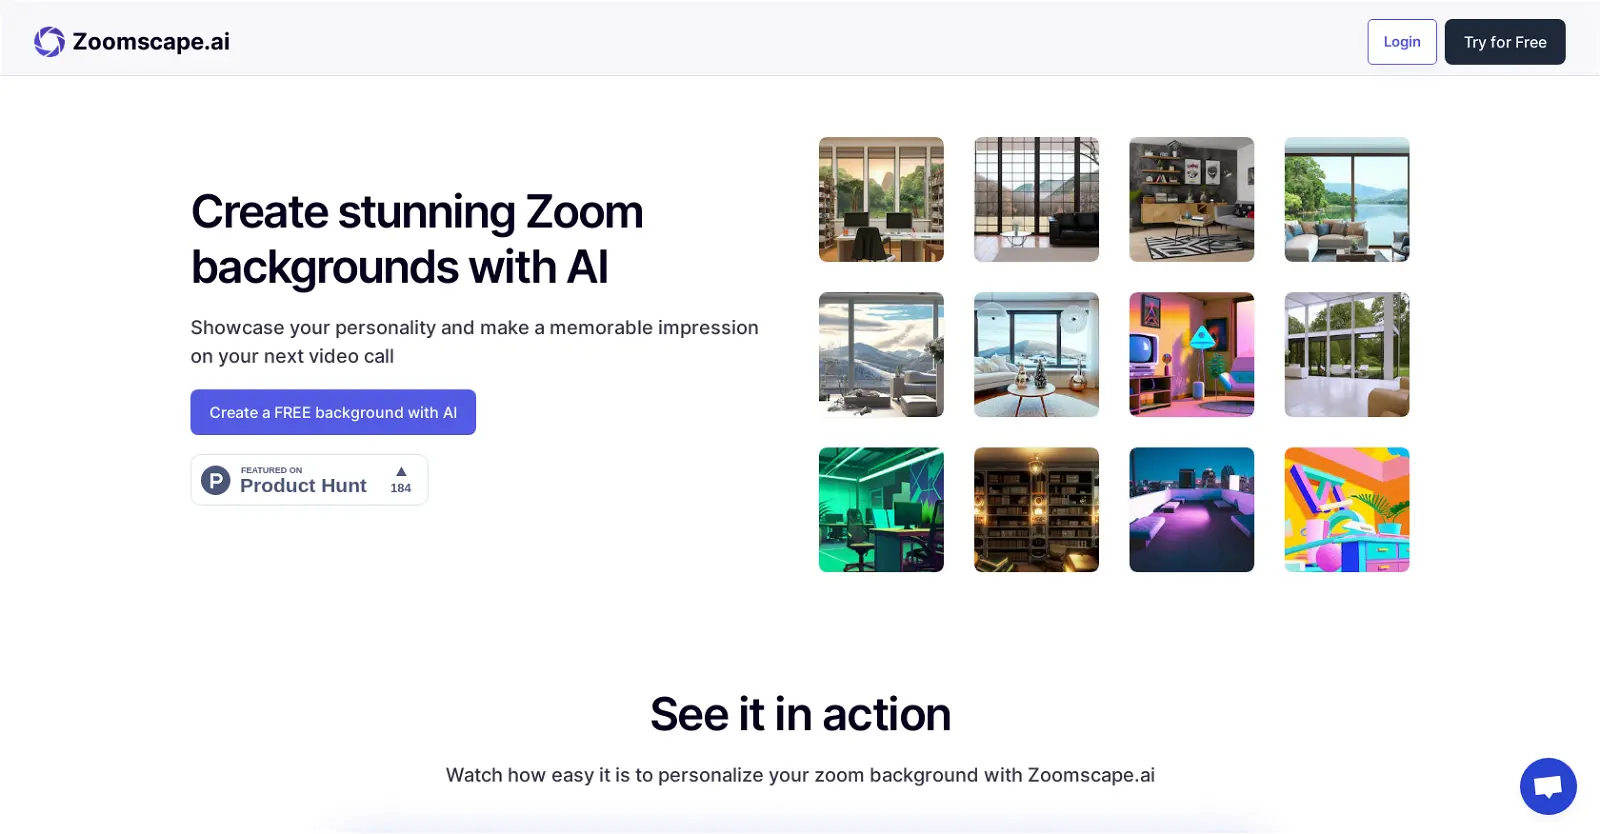 Zoomscape.ai
Login
Try for Free
Create stunning Zoom
backgrounds with AI
Showcase your personality and make a memorable impression
on your next video call
Create a FREE background with AI
P
FEATURED ON
Product Hunt
▲
184
See it in action
Watch how easy it is to personalize your zoom background with Zoomscape.ai